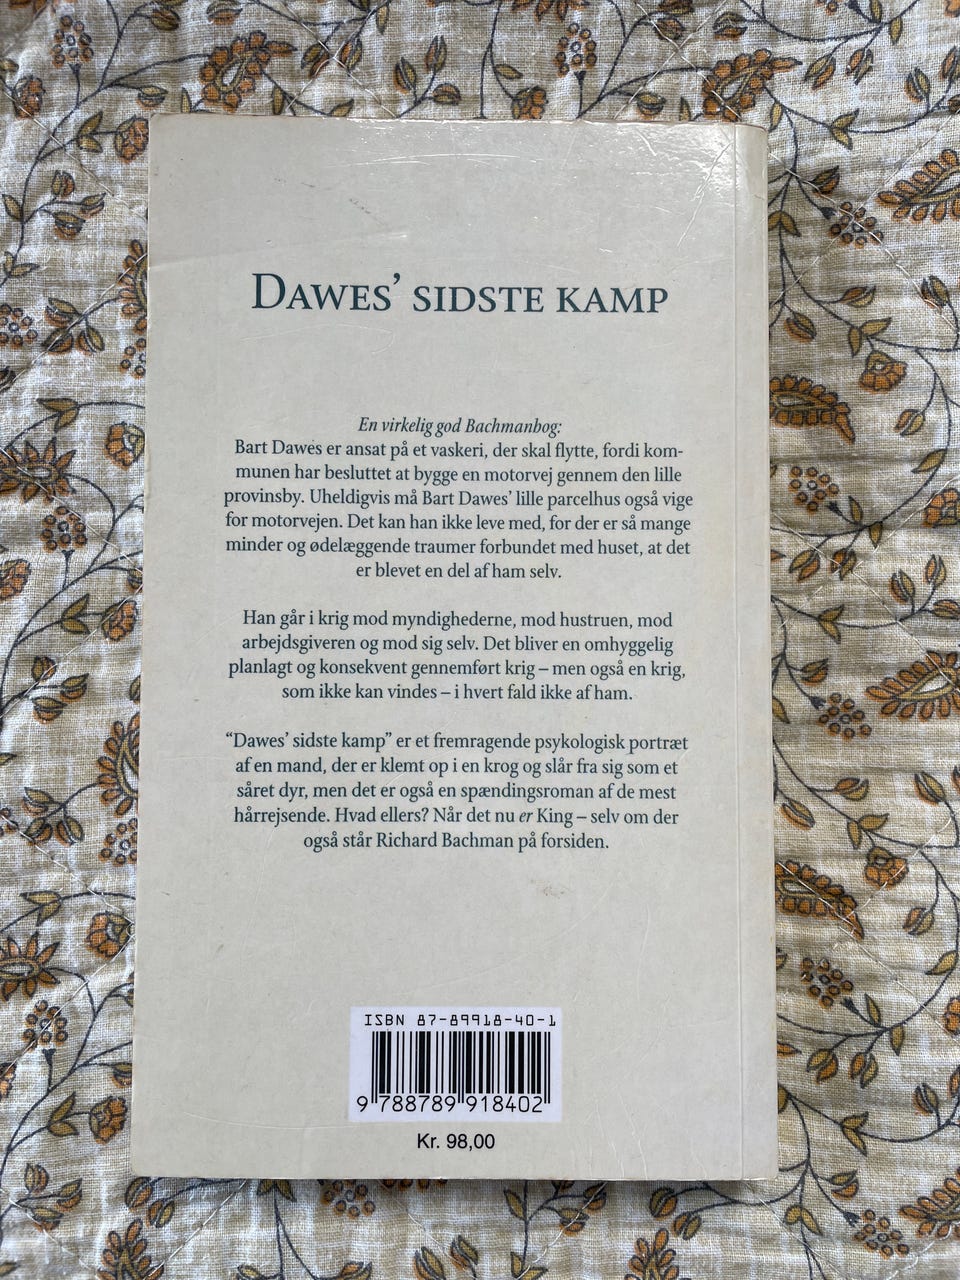 DAWES’ SIDSTE KAMP
En virkelig god Bachmanbog:
Bart Dawes er ansat på et vaskeri, der skal flytte, fordi kom-
munen har besluttet at bygge en motorvej gennem den lille
provinsby. Uheldigvis må Bart Dawes’ lille parcelhus også vige
for motorvejen. Det kan han ikke leve med, for der er så mange
minder og ødelæggende traumer forbundet med huset, at det
er blevet en del af ham selv.
Han går i krig mod myndighederne, mod hustruen, mod
arbejdsgiveren og mod sig selv. Det bliver en omhyggelig
planlagt og konsekvent gennemført krig – men også en krig,
som ikke kan vindes – i hvert fald ikke af ham.
“Dawes’ sidste kamp” er et fremragende psykologisk portræt
af en mand, der er klemt op i en krog og slår fra sig som et
såret dyr, men det er også en spændingsroman af de mest
hårrejsende. Hvad ellers? Når det nu er King – selv om der
også står Richard Bachman på forsiden.
ISBN 87-89918-40-1
9 788789 918402
Kr. 98,00